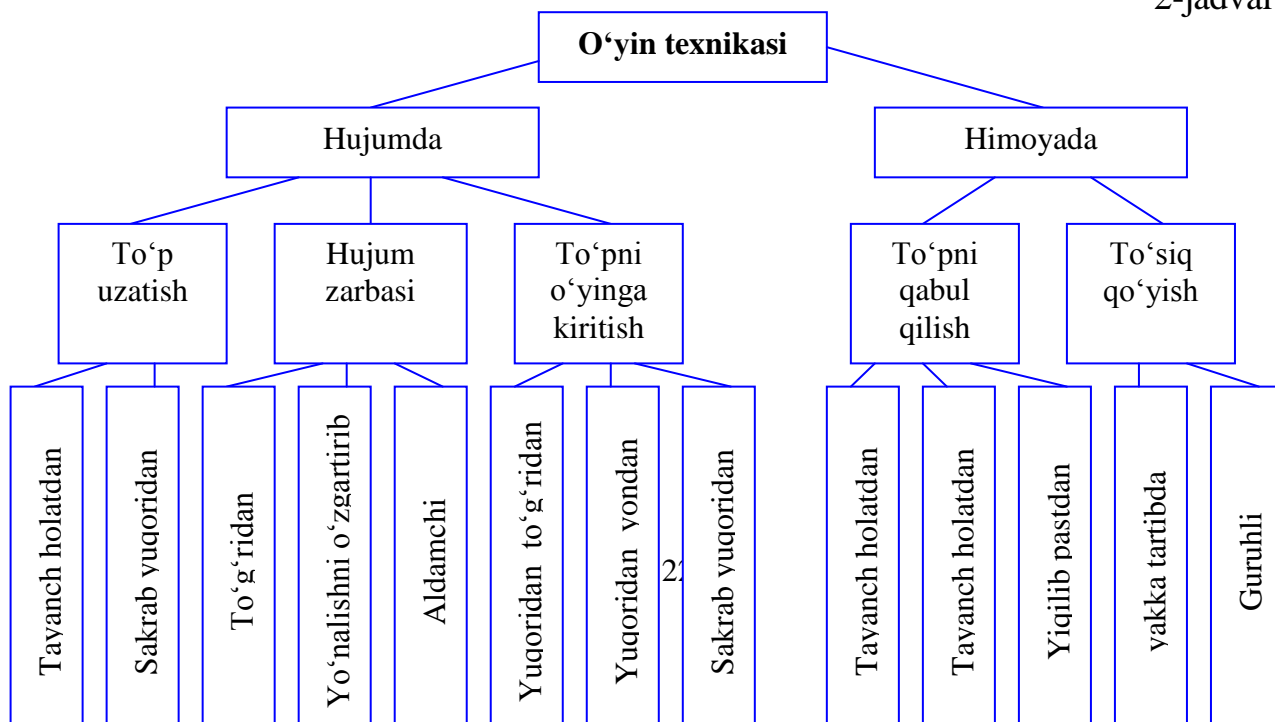 2-jadval
O‘yin texnikasi
Hujumda
Himoyada
To‘p
uzatish
Hujum
zarbasi
To‘pni
o‘yinga
kiritish
To‘pni
qabul
qilish
To‘siq
qo‘yish
Tayanch holatdan
Sakrab yuqoridan
To‘g‘ridan
Yo‘nalishni o‘zgartirib
Aldamchi
Yuqoridan to‘g‘ridan
Yuqoridan yondan
Sakrab yuqoridan
Tayanch holatdan
Tayanch holatdan
Yiqilib pastdan
yakka tartibda
Guruhli